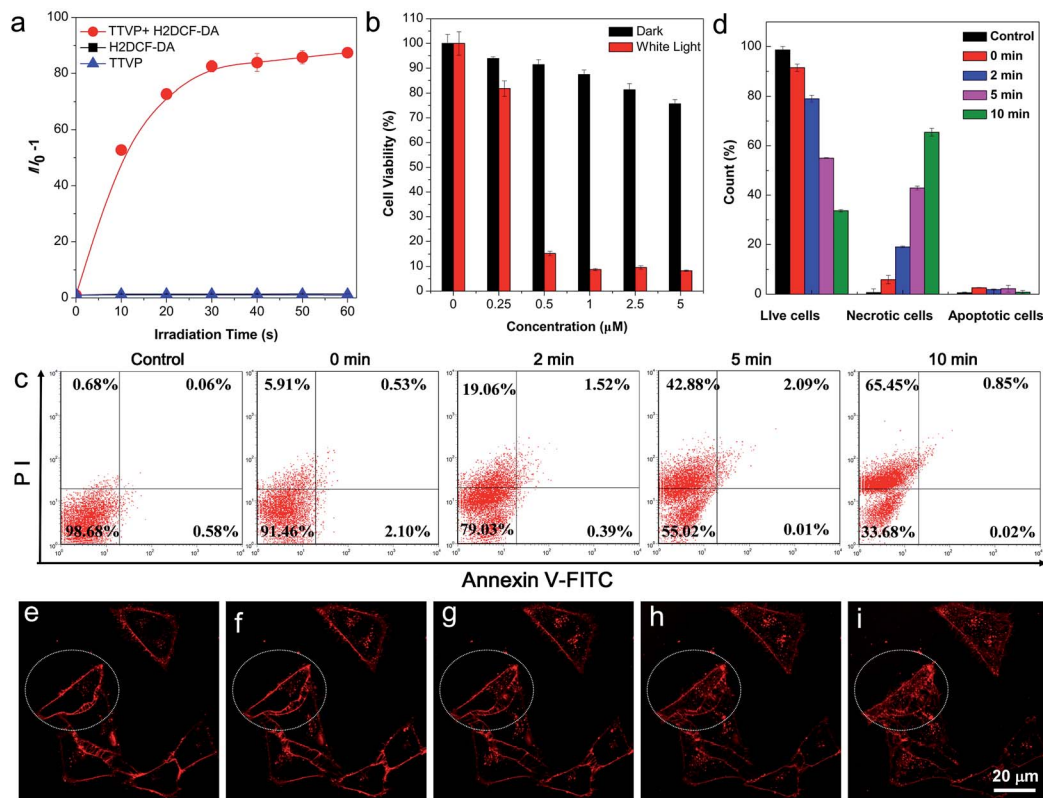 a
TTVP+ H2DCF-DA
H2DCF-DA
TTVP
100
80
60
40
20
0
I/I0 -1
0 10 20 30 40 50 60
Irradiation Time (s)
b
Dark
White Light
110
100
90
80
70
60
50
40
30
20
10
0
Cell Viability (%)
0 0.25 0.5 1 2.5 5
Concentration (μM)
d
Control
0 min
2 min
5 min
10 min
100
80
60
40
20
0
Count (%)
LIve cells Necrotic cells Apoptotic cells
c
Control 0 min 2 min 5 min 10 min
0.68% 0.06% 5.91% 0.53% 19.06% 1.52% 42.88% 2.09% 65.45% 0.85%
98.68% 0.58% 91.46% 2.10% 79.03% 0.39% 55.02% 0.01% 33.68% 0.02%
PI
Annexin V-FITC
e f g h i
20 μm